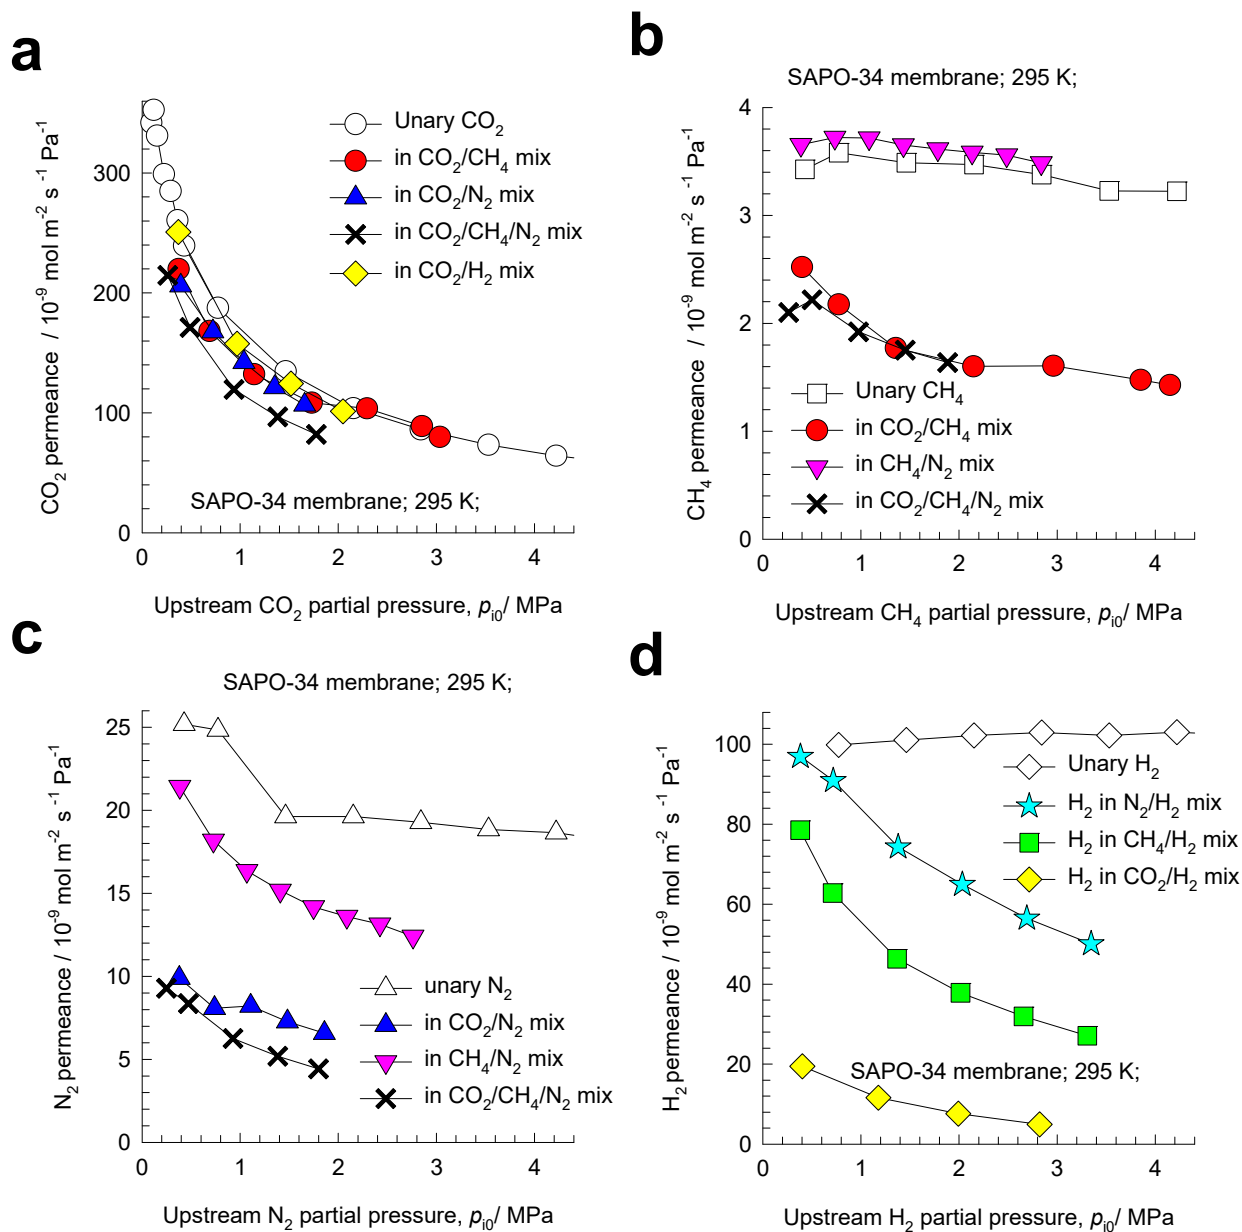 a
Unary CO₂
in CO₂/CH₄ mix
in CO₂/N₂ mix
in CO₂/CH₄/N₂ mix
in CO₂/H₂ mix
SAPO-34 membrane; 295 K;
CO₂ permeance / 10⁻⁹ mol m⁻² s⁻¹ Pa⁻¹
300
200
100
0
0 1 2 3 4
Upstream CO₂ partial pressure, pᵢ₀/ MPa
b
SAPO-34 membrane; 295 K;
CH₄ permeance / 10⁻⁹ mol m⁻² s⁻¹ Pa⁻¹
4
3
2
1
0
Unary CH₄
in CO₂/CH₄ mix
in CH₄/N₂ mix
in CO₂/CH₄/N₂ mix
0 1 2 3 4
Upstream CH₄ partial pressure, pᵢ₀/ MPa
c
SAPO-34 membrane; 295 K;
N₂ permeance / 10⁻⁹ mol m⁻² s⁻¹ Pa⁻¹
25
20
15
10
5
0
unary N₂
in CO₂/N₂ mix
in CH₄/N₂ mix
in CO₂/CH₄/N₂ mix
0 1 2 3 4
Upstream N₂ partial pressure, pᵢ₀/ MPa
d
H₂ permeance / 10⁻⁹ mol m⁻² s⁻¹ Pa⁻¹
100
80
60
40
20
0
Unary H₂
H₂ in N₂/H₂ mix
H₂ in CH₄/H₂ mix
H₂ in CO₂/H₂ mix
SAPO-34 membrane; 295 K;
0 1 2 3 4
Upstream H₂ partial pressure, pᵢ₀/ MPa